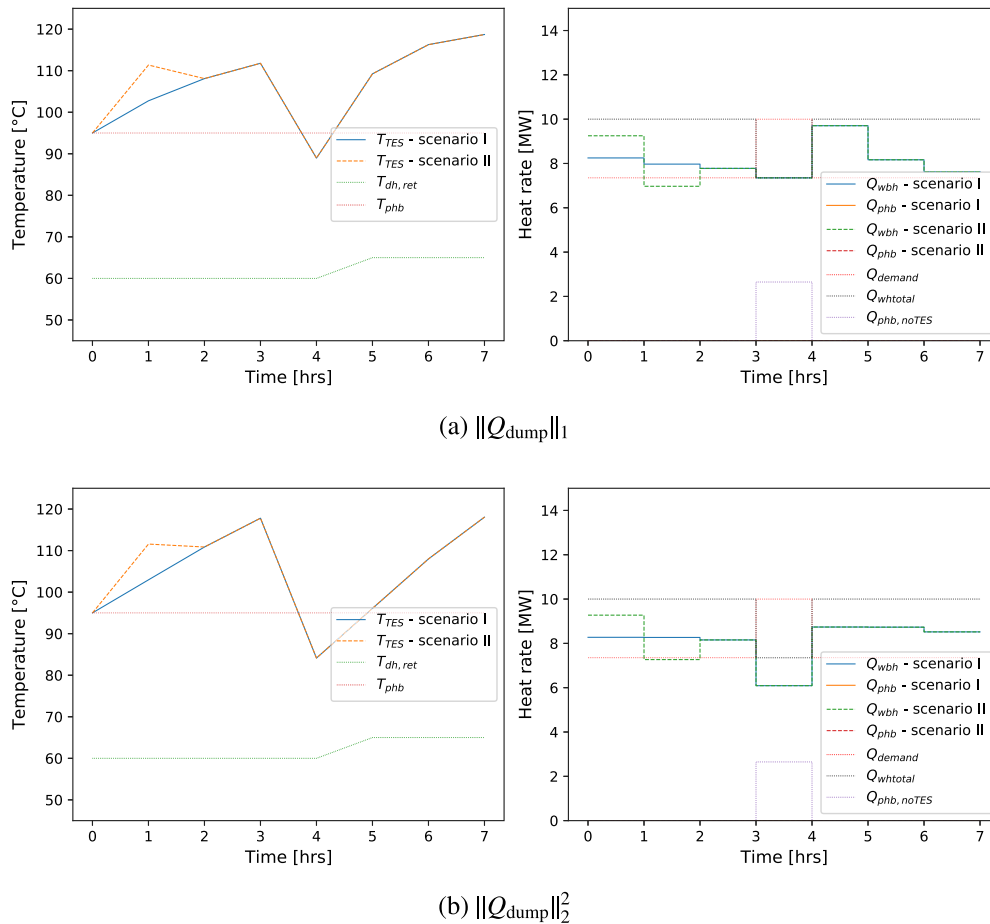 120
110
100
90
80
70
60
50
Temperature [°C]
T_TES - scenario I
T_TES - scenario II
T_dh,ret
T_phb
0 1 2 3 4 5 6 7
Time [hrs]
14
12
10
8
6
4
2
0
Heat rate [MW]
Q_wbh - scenario I
Q_phb - scenario I
Q_wbh - scenario II
Q_phb - scenario II
Q_demand
Q_whtotal
Q_phb,noTES
0 1 2 3 4 5 6 7
Time [hrs]
(a) ‖Q_dump‖_1
120
110
100
90
80
70
60
50
Temperature [°C]
T_TES - scenario I
T_TES - scenario II
T_dh,ret
T_phb
0 1 2 3 4 5 6 7
Time [hrs]
14
12
10
8
6
4
2
0
Heat rate [MW]
Q_wbh - scenario I
Q_phb - scenario I
Q_wbh - scenario II
Q_phb - scenario II
Q_demand
Q_whtotal
Q_phb,noTES
0 1 2 3 4 5 6 7
Time [hrs]
(b) ‖Q_dump‖_2^2